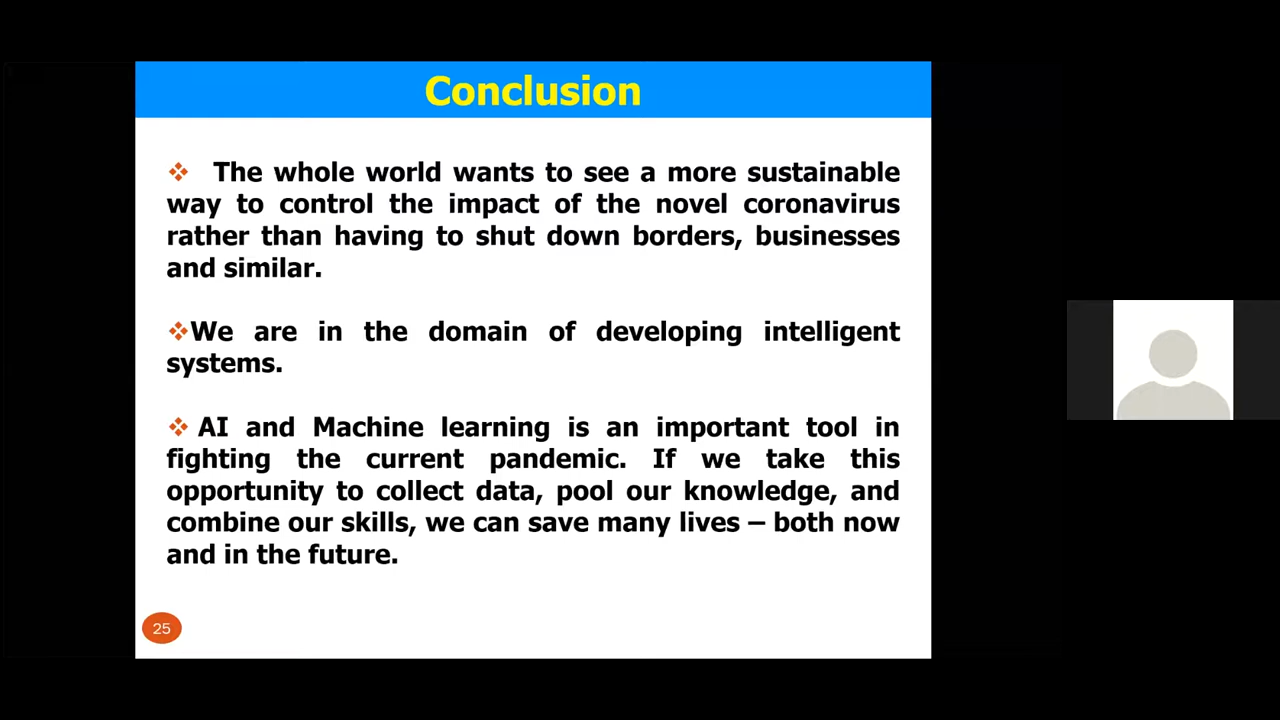 Conclusion
❖ The whole world wants to see a more sustainable
way to control the impact of the novel coronavirus
rather than having to shut down borders, businesses
and similar.
❖We are in the domain of developing intelligent
systems.
❖ AI and Machine learning is an important tool in
fighting the current pandemic. If we take this
opportunity to collect data, pool our knowledge, and
combine our skills, we can save many lives – both now
and in the future.
25